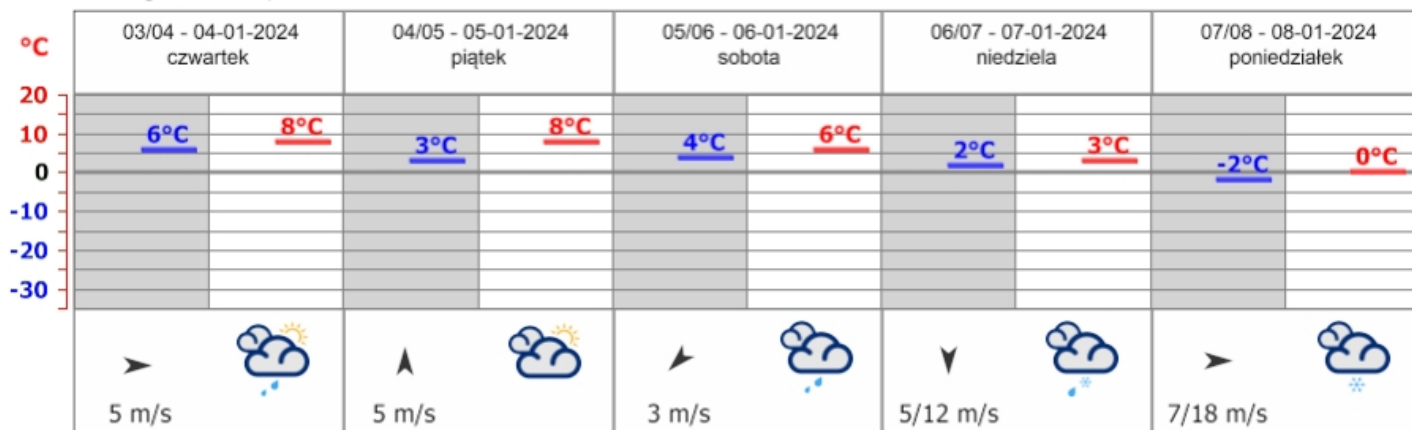 °C
03/04 - 04-01-2024
czwartek
04/05 - 05-01-2024
piątek
05/06 - 06-01-2024
sobota
06/07 - 07-01-2024
niedziela
07/08 - 08-01-2024
poniedziałek
20
10
0
-10
-20
-30
6°C 8°C 3°C 8°C 4°C 6°C 2°C 3°C -2°C 0°C
5 m/s 5 m/s 3 m/s 5/12 m/s 7/18 m/s